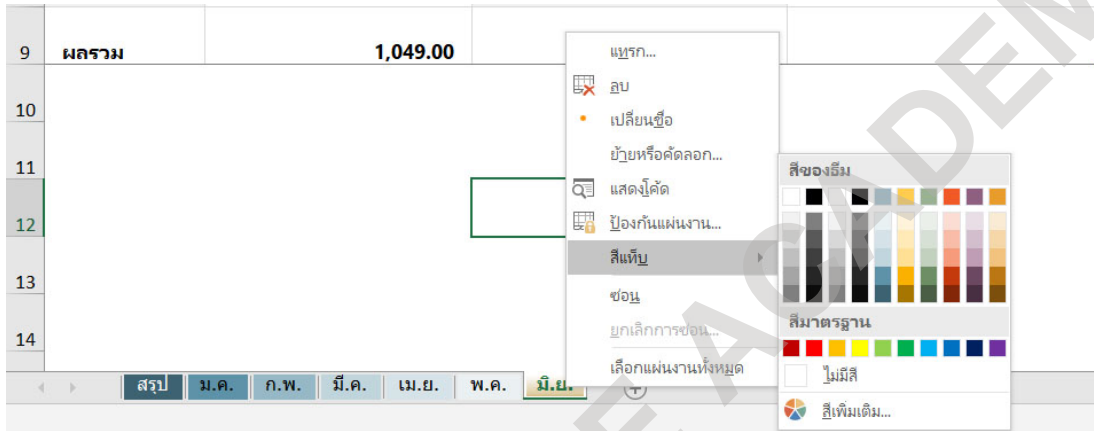 9 ผลรวม 1,049.00
10
11
12
13
14
แทรก...
ลบ
เปลี่ยนชื่อ
ย้ายหรือคัดลอก...
แสดงโค้ด
ป้องกันแผ่นงาน...
สีแท็บ
ซ่อน
ยกเลิกการซ่อน...
เลือกแผ่นงานทั้งหมด
สีของธีม
สีมาตรฐาน
ไม่มีสี
สีเพิ่มเติม...
สรุป ม.ค. ก.พ. มี.ค. เม.ย. พ.ค. มิ.ย.